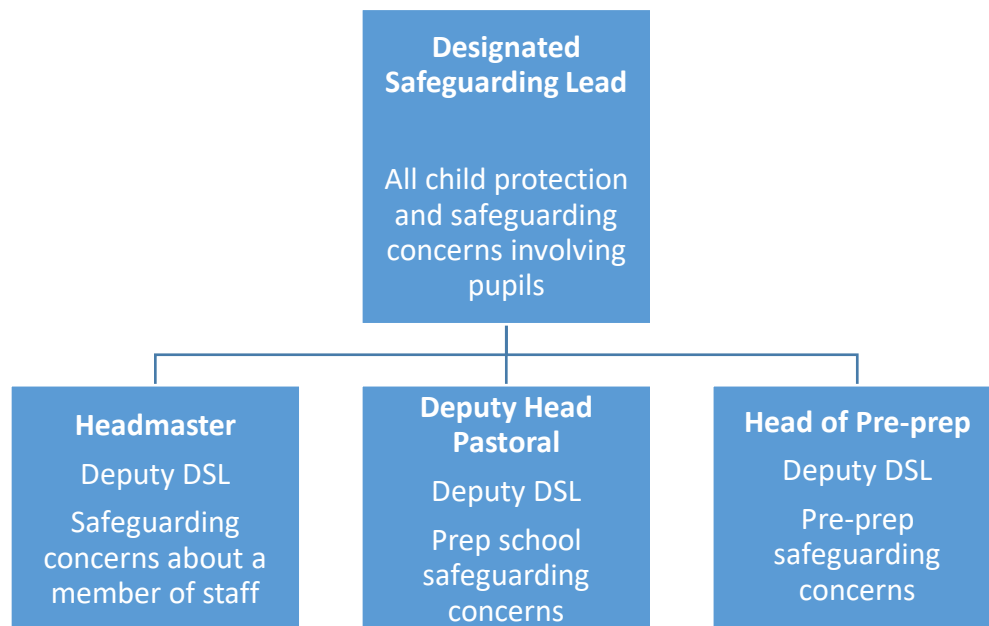 Designated
Safeguarding Lead
All child protection
and safeguarding
concerns involving
pupils
Headmaster
Deputy DSL
Safeguarding
concerns about a
member of staff
Deputy Head
Pastoral
Deputy DSL
Prep school
safeguarding
concerns
Head of Pre-prep
Deputy DSL
Pre-prep
safeguarding
concerns